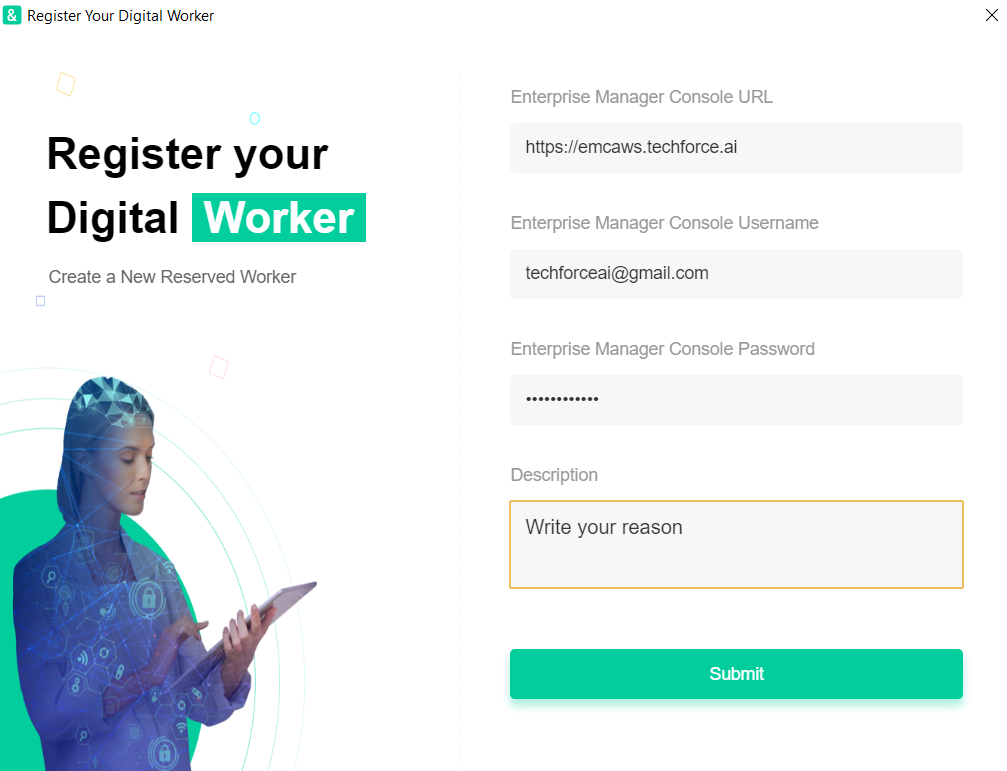 & Register Your Digital Worker
Register your
Digital Worker
Create a New Reserved Worker
Enterprise Manager Console URL
https://emcaws.techforce.ai
Enterprise Manager Console Username
techforceai@gmail.com
Enterprise Manager Console Password
••••••••••••
Description
Write your reason
Submit